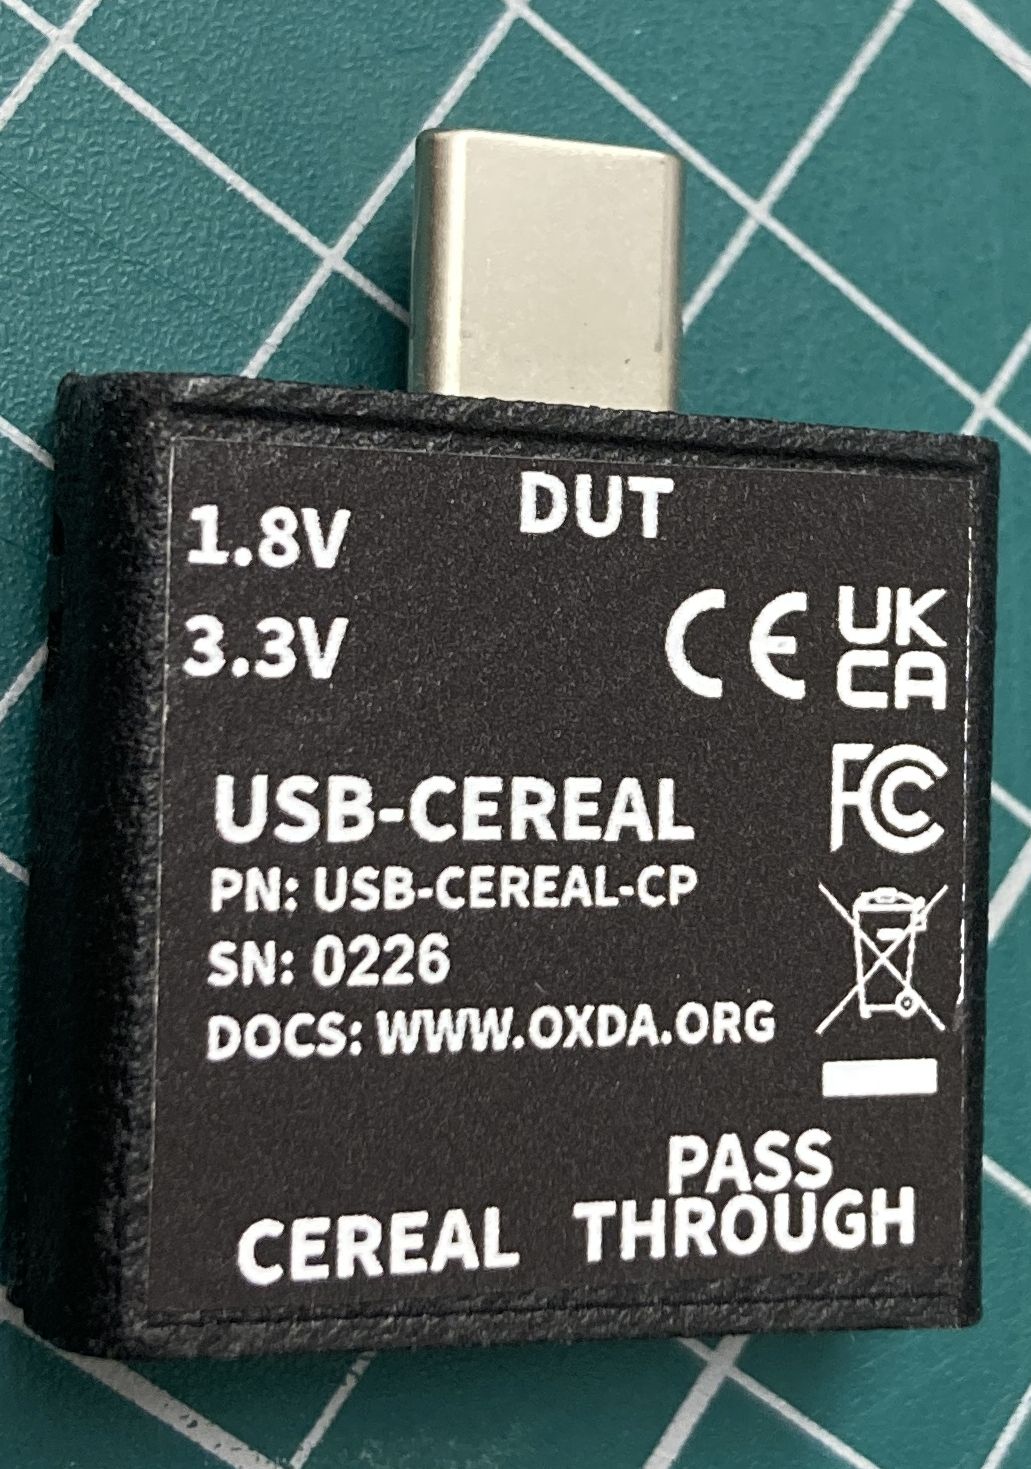 DUT
1.8V
3.3V
CE
UK
CA
FC
USB-CEREAL
PN: USB-CEREAL-CP
SN: 0226
DOCS: WWW.OXDA.ORG
CEREAL
PASS
THROUGH